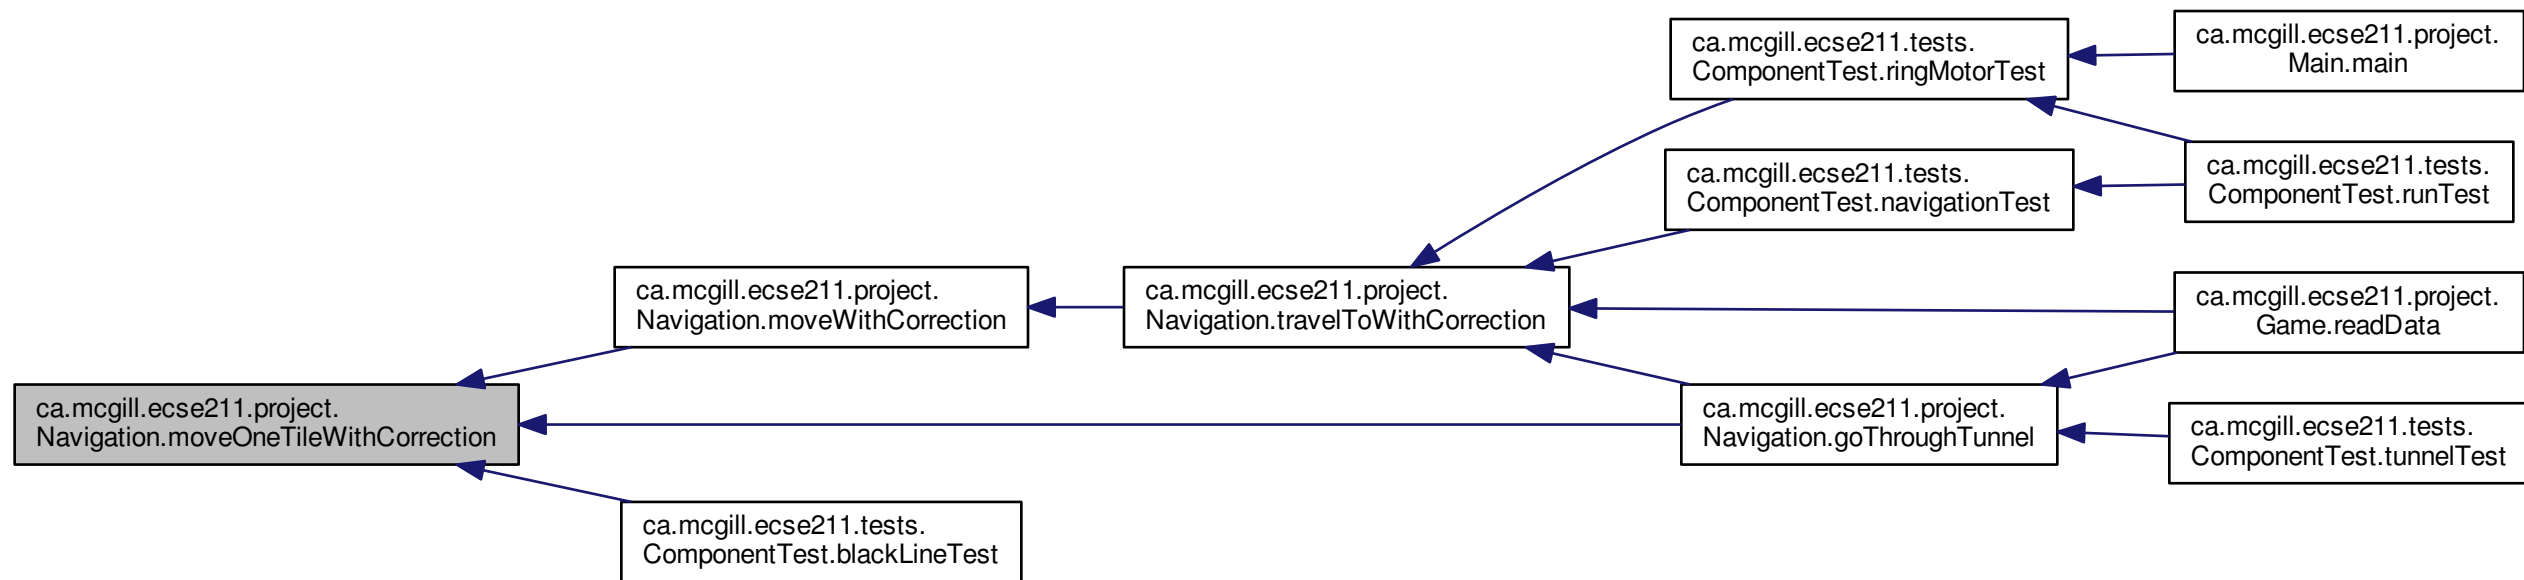 ca.mcgill.ecse211.project.
Navigation.moveOneTileWithCorrection
ca.mcgill.ecse211.project.
Navigation.moveWithCorrection
ca.mcgill.ecse211.tests.
ComponentTest.blackLineTest
ca.mcgill.ecse211.project.
Navigation.travelToWithCorrection
ca.mcgill.ecse211.tests.
ComponentTest.ringMotorTest
ca.mcgill.ecse211.tests.
ComponentTest.navigationTest
ca.mcgill.ecse211.project.
Navigation.goThroughTunnel
ca.mcgill.ecse211.project.
Main.main
ca.mcgill.ecse211.tests.
ComponentTest.runTest
ca.mcgill.ecse211.project.
Game.readData
ca.mcgill.ecse211.tests.
ComponentTest.tunnelTest